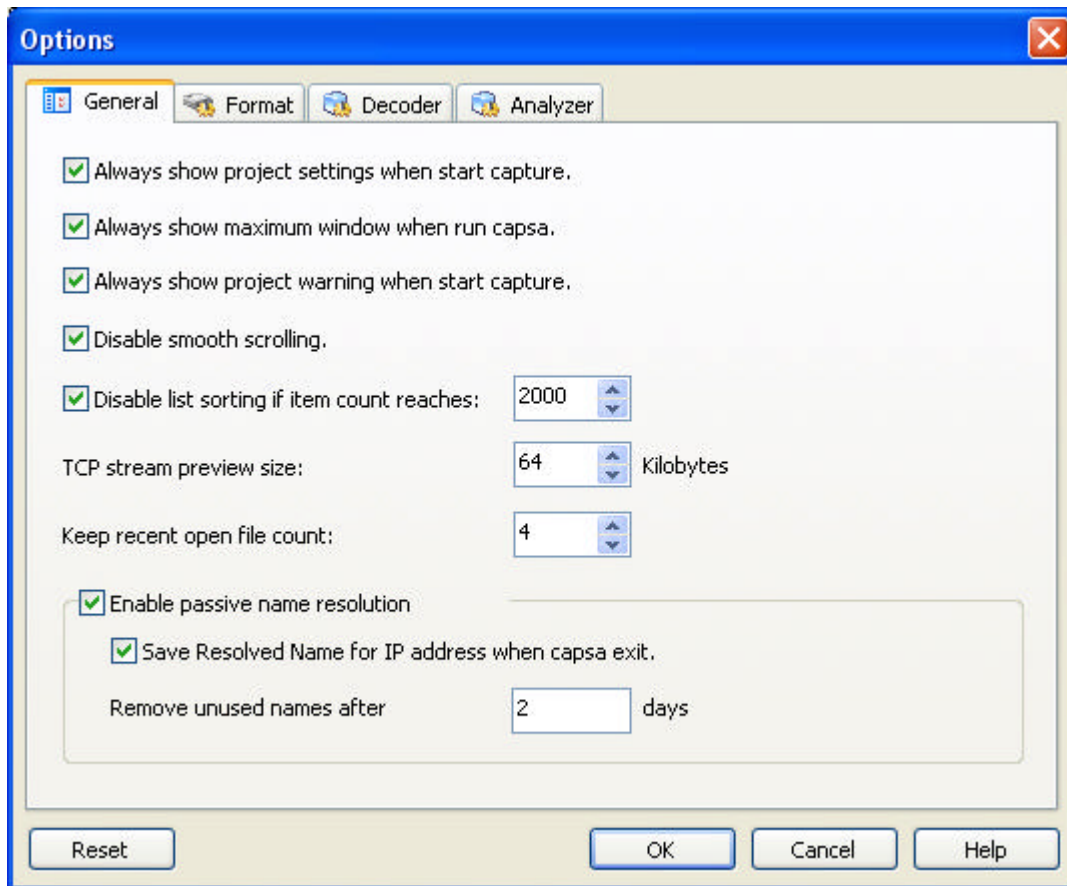 Options
General Format Decoder Analyzer
Always show project settings when start capture.
Always show maximum window when run capsa.
Always show project warning when start capture.
Disable smooth scrolling.
Disable list sorting if item count reaches: 2000
TCP stream preview size: 64 Kilobytes
Keep recent open file count: 4
Enable passive name resolution
Save Resolved Name for IP address when capsa exit.
Remove unused names after 2 days
Reset OK Cancel Help